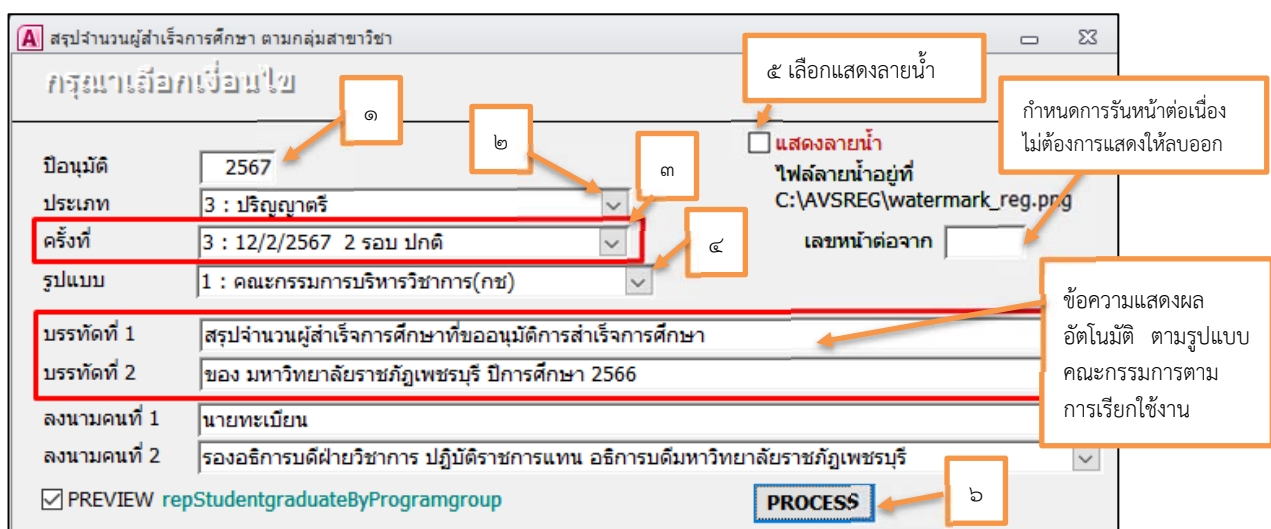 สรุปจำนวนผู้สำเร็จการศึกษา ตามกลุ่มสาขาวิชา
กรุณาเลือกเงื่อนไข
๕ เลือกแสดงลายน้ำ
กำหนดการรันหน้าต่อเนื่อง
ไม่ต้องการแสดงให้ลบออก
๑
๒
๓
๔
ปีอนุมัติ 2567
แสดงลายน้ำ
ไฟล์ลายน้ำอยู่ที่
C:\AVSREG\watermark_reg.png
ประเภท 3 : ปริญญาตรี
ครั้งที่ 3 : 12/2/2567 2 รอบ ปกติ
เลขหน้าต่อจาก
รูปแบบ 1 : คณะกรรมการบริหารวิชาการ(กช)
ข้อความแสดงผล
อัตโนมัติ ตามรูปแบบ
คณะกรรมการตาม
การเรียกใช้งาน
บรรทัดที่ 1 สรุปจำนวนผู้สำเร็จการศึกษาที่ขออนุมัติการสำเร็จการศึกษา
บรรทัดที่ 2 ของ มหาวิทยาลัยราชภัฏเพชรบุรี ปีการศึกษา 2566
ลงนามคนที่ 1 นายทะเบียน
ลงนามคนที่ 2 รองอธิการบดีฝ่ายวิชาการ ปฏิบัติราชการแทน อธิการบดีมหาวิทยาลัยราชภัฏเพชรบุรี
PREVIEW repStudentgraduateByProgramgroup
PROCESS
๖